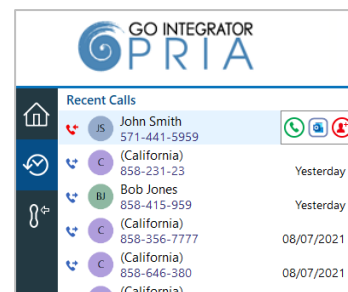 GO INTEGRATOR
PRIA
Recent Calls
JS John Smith
571-441-5959
C (California)
858-231-23 Yesterday
BJ Bob Jones
858-415-959 Yesterday
C (California)
858-356-7777 08/07/2021
C (California)
858-646-380 08/07/2021
(California)